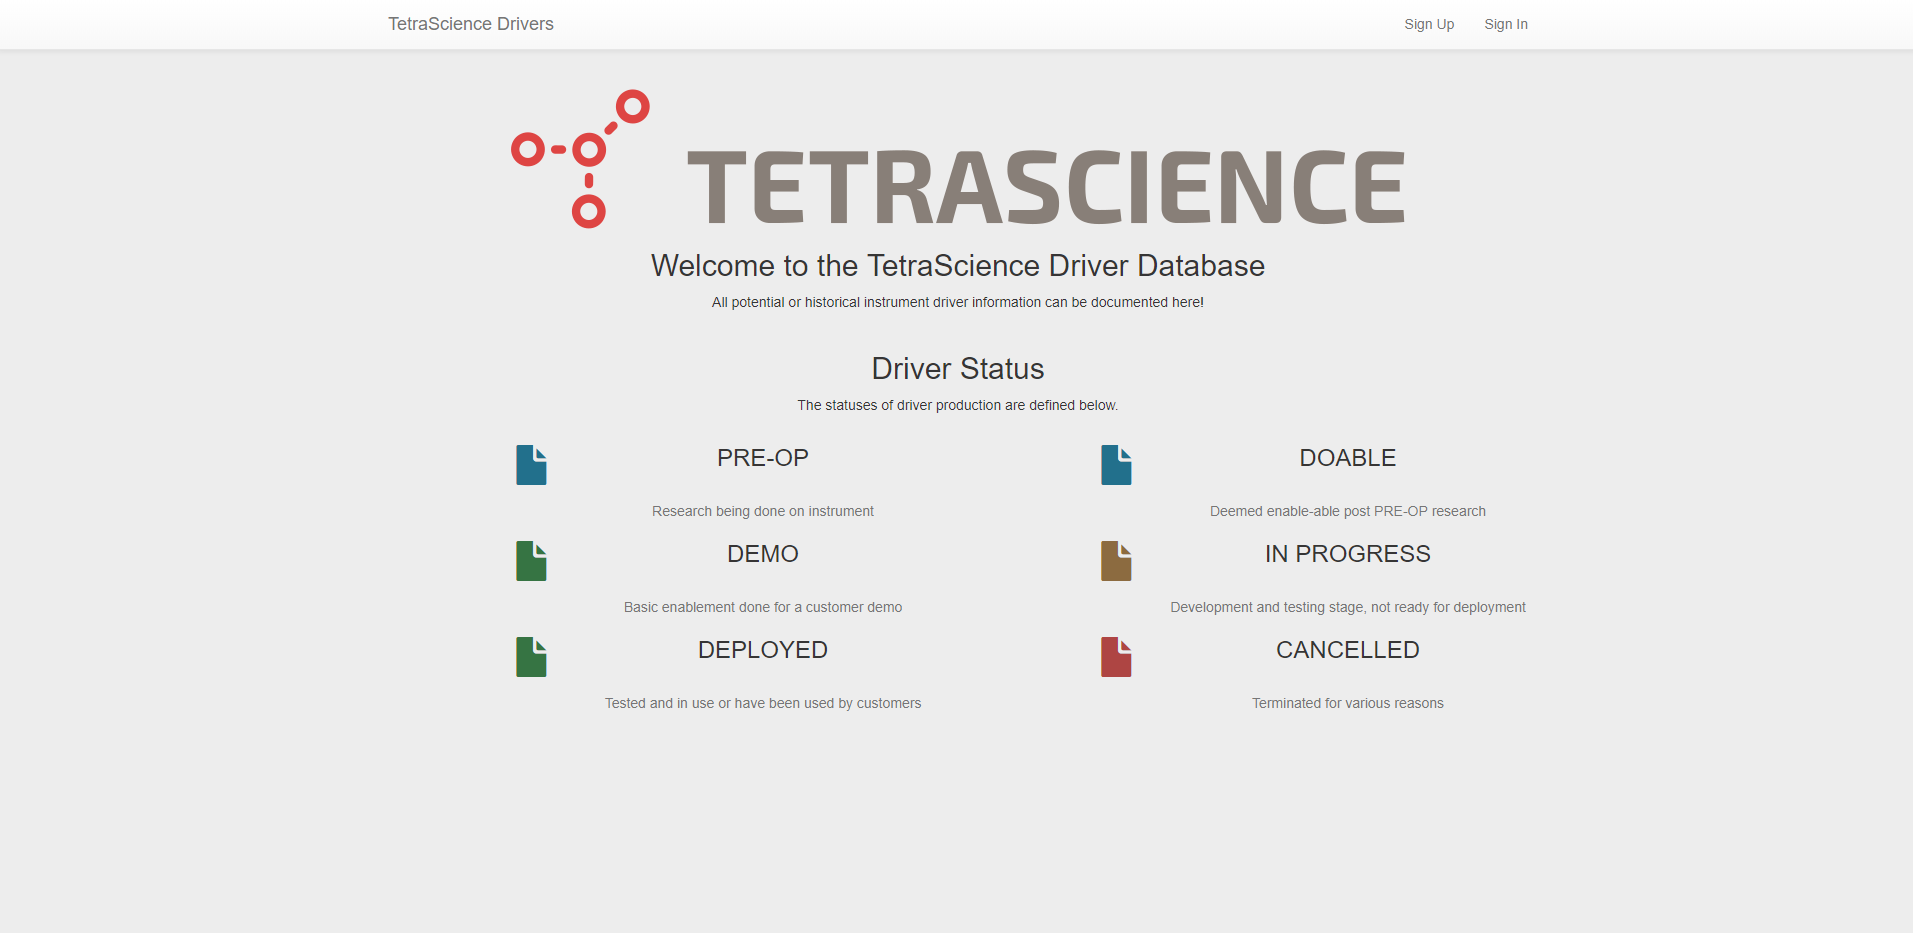 TetraScience Drivers
Sign Up
Sign In
TETRASCIENCE
Welcome to the TetraScience Driver Database
All potential or historical instrument driver information can be documented here!
Driver Status
The statuses of driver production are defined below.
PRE-OP
Research being done on instrument
DOABLE
Deemed enable-able post PRE-OP research
DEMO
Basic enablement done for a customer demo
IN PROGRESS
Development and testing stage, not ready for deployment
DEPLOYED
Tested and in use or have been used by customers
CANCELLED
Terminated for various reasons